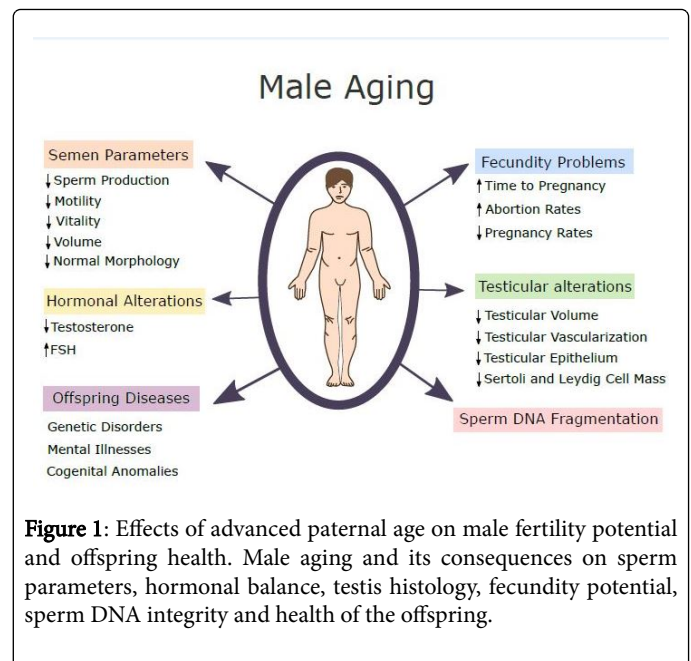 Male Aging
Semen Parameters
↓Sperm Production
↓Motility
↓Vitality
↓Volume
↓Normal Morphology
Hormonal Alterations
↓Testosterone
↑FSH
Offspring Diseases
Genetic Disorders
Mental Illnesses
Cogenital Anomalies
Fecundity Problems
↑Time to Pregnancy
↑Abortion Rates
↓Pregnancy Rates
Testicular alterations
↓Testicular Volume
↓Testicular Vascularization
↓Testicular Epithelium
↓Sertoli and Leydig Cell Mass
Sperm DNA Fragmentation
Figure 1: Effects of advanced paternal age on male fertility potential
and offspring health. Male aging and its consequences on sperm
parameters, hormonal balance, testis histology, fecundity potential,
sperm DNA integrity and health of the offspring.